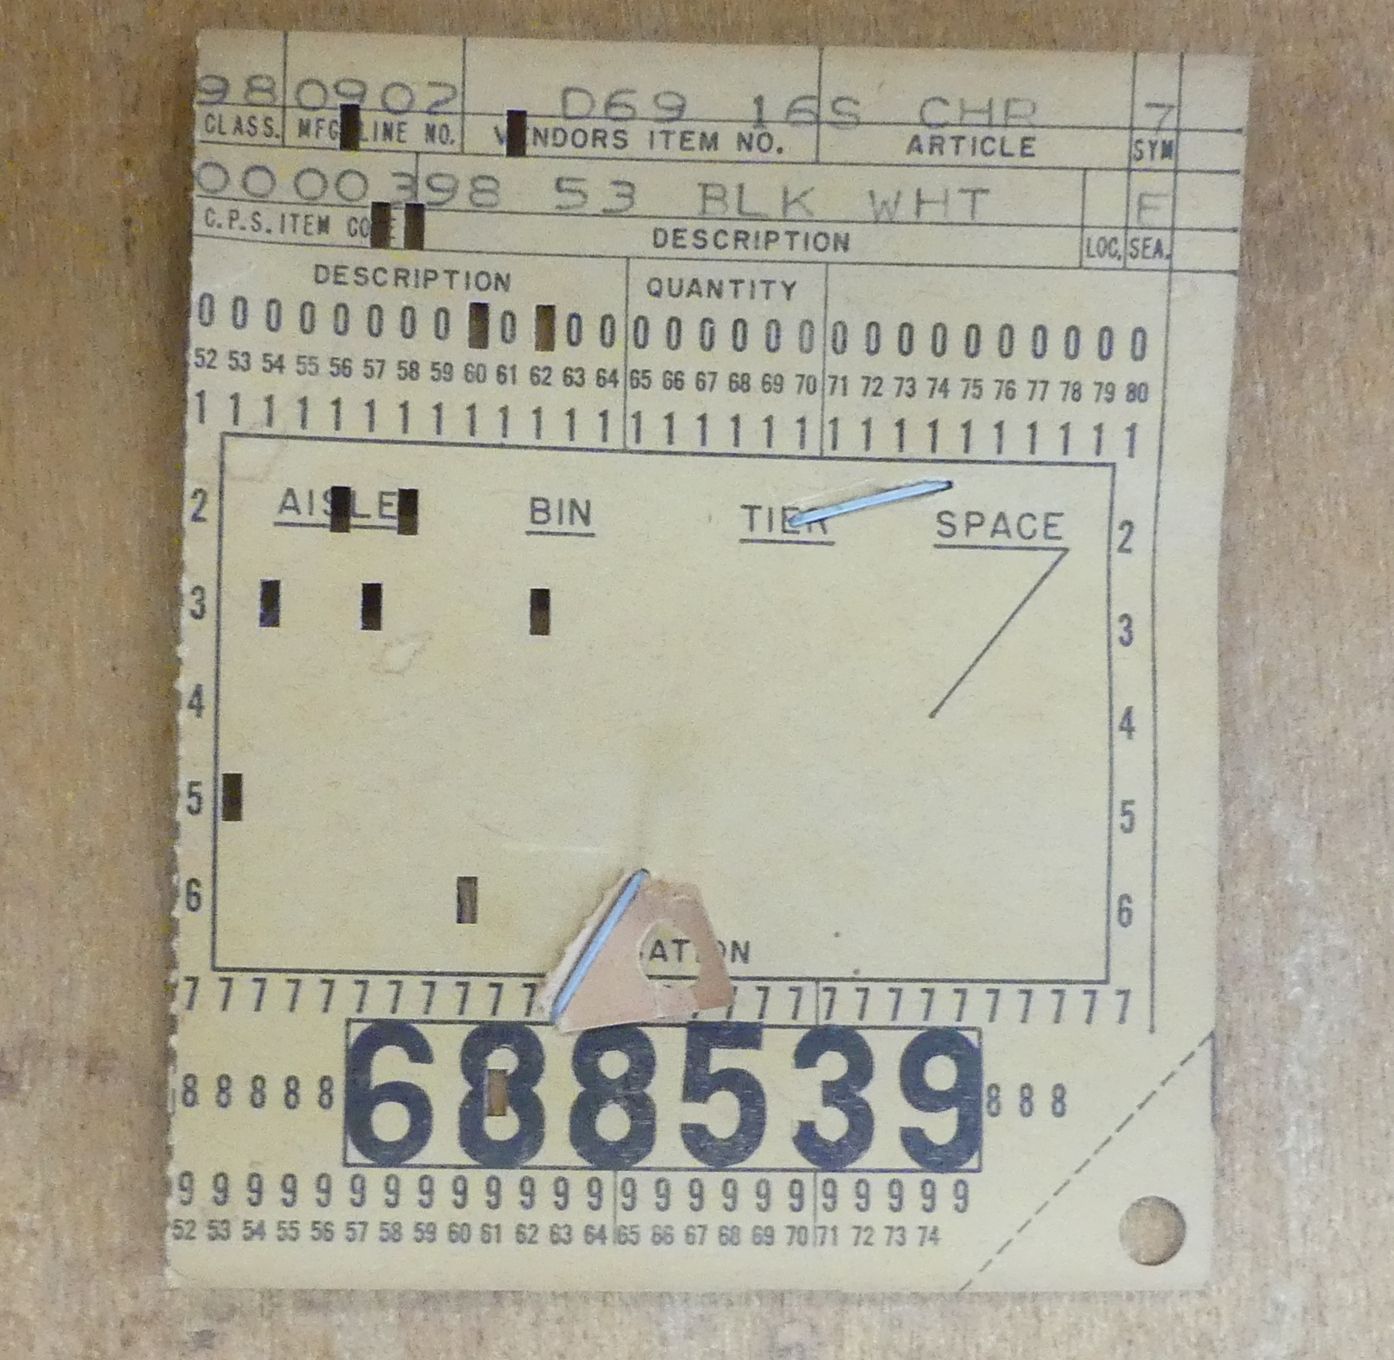 980902 D69 16S CHR 7
CLASS. MFG LINE NO. V NDORS ITEM NO. ARTICLE SYM
0000398 53 BLK WHT F
C.P.S. ITEM CO E DESCRIPTION LOC. SEA.
DESCRIPTION QUANTITY
0 0 0 0 0 0 0 0 0 0 0 0 0 0 0 0 0 0 0 0 0 0 0 0 0 0 0
52 53 54 55 56 57 58 59 60 61 62 63 64 65 66 67 68 69 70 71 72 73 74 75 76 77 78 79 80
1 1 1 1 1 1 1 1 1 1 1 1 1 1 1 1 1 1 1 1 1 1 1 1 1 1 1 1 1
2 AISLE BIN TIER SPACE 2
3 3
4 4
5 5
6 6
7 7 7 7 7 7 7 7 7 7 7 7 7 7 7 7 7 7 7 7 7 7 7 7 7
8 8 8 8 8 688539 8 8 8
9 9 9 9 9 9 9 9 9 9 9 9 9 9 9 9 9 9 9 9 9 9 9 9
52 53 54 55 56 57 58 59 60 61 62 63 64 65 66 67 68 69 70 71 72 73 74